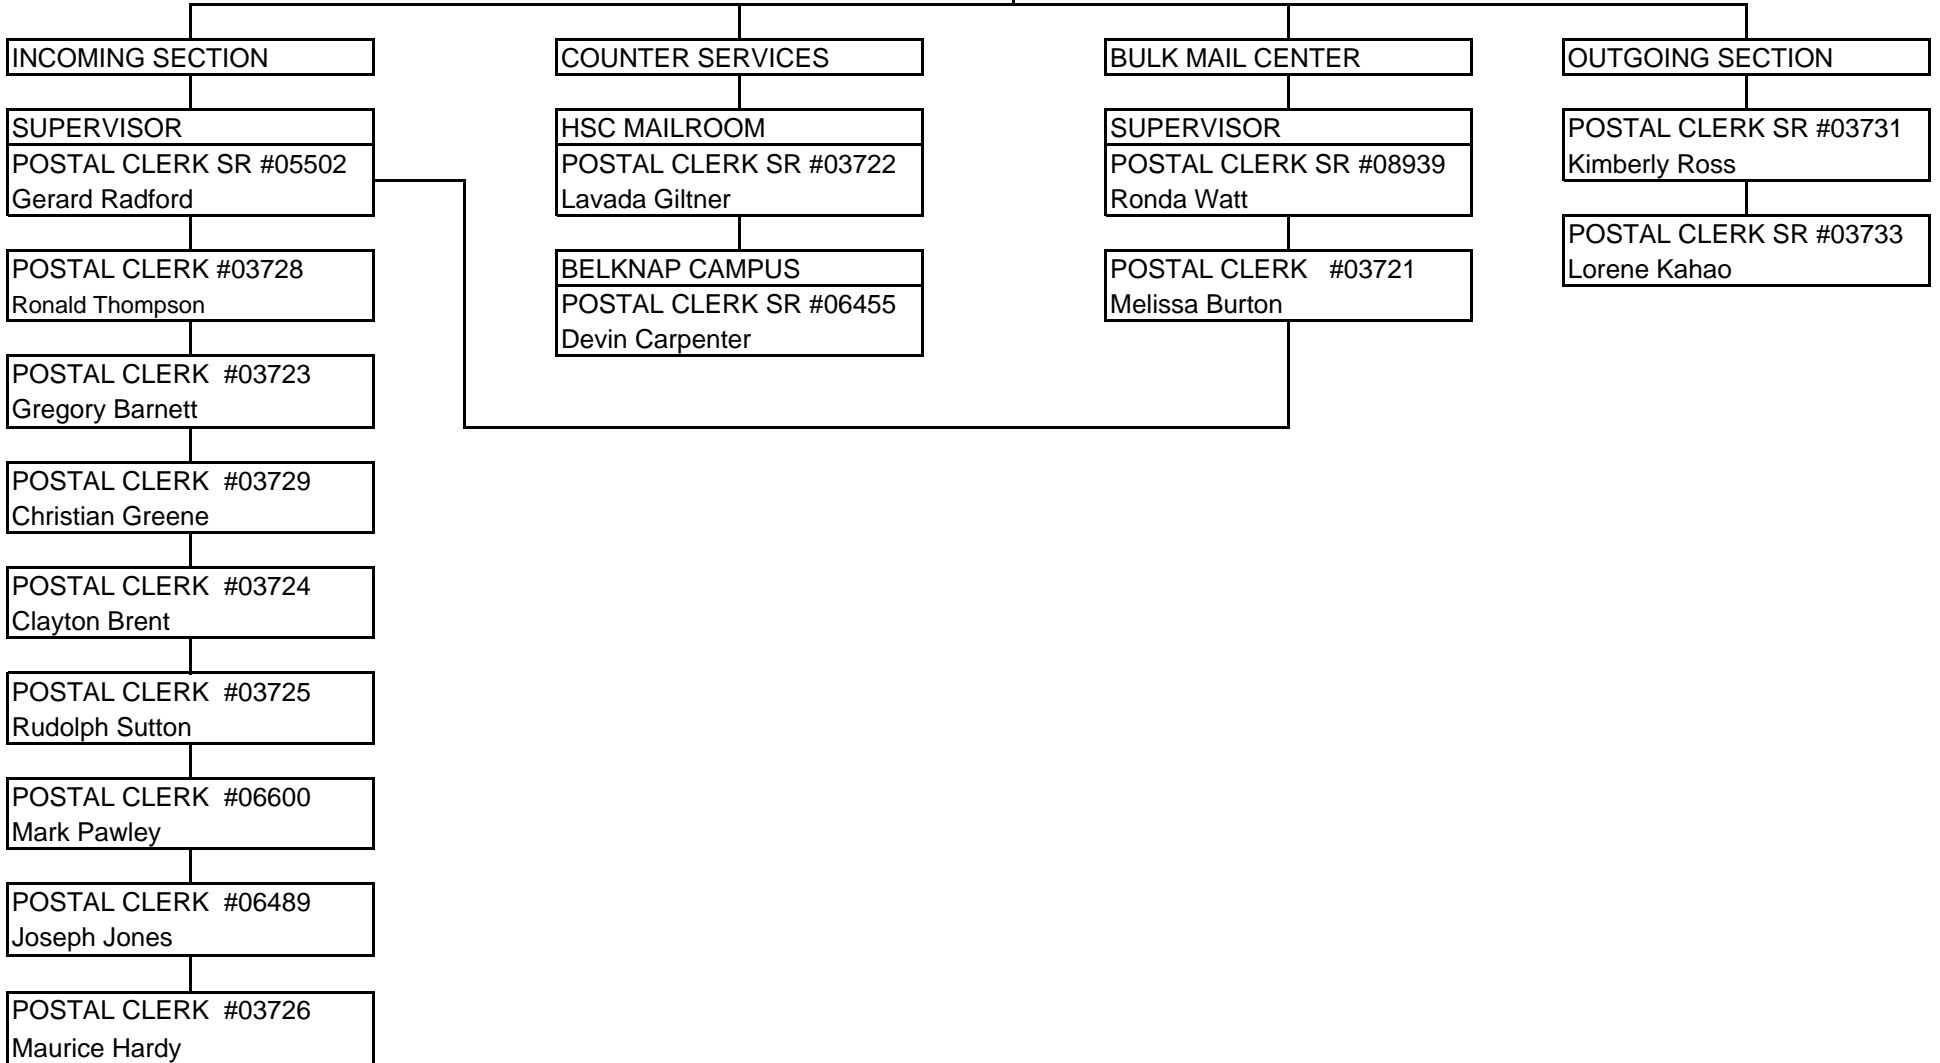 INCOMING SECTION
SUPERVISOR
POSTAL CLERK SR #05502
Gerard Radford
POSTAL CLERK #03728
Ronald Thompson
POSTAL CLERK  #03723
Gregory Barnett
POSTAL CLERK  #03729
Christian Greene
POSTAL CLERK  #03724
Clayton Brent
POSTAL CLERK  #03725
Rudolph Sutton
POSTAL CLERK  #06600
Mark Pawley
POSTAL CLERK  #06489
Joseph Jones
POSTAL CLERK  #03726
Maurice Hardy
COUNTER SERVICES
HSC MAILROOM
POSTAL CLERK SR #03722
Lavada Giltner
BELKNAP CAMPUS
POSTAL CLERK SR #06455
Devin Carpenter
BULK MAIL CENTER
SUPERVISOR
POSTAL CLERK SR #08939
Ronda Watt
POSTAL CLERK   #03721
Melissa Burton
OUTGOING SECTION
POSTAL CLERK SR #03731
Kimberly Ross
POSTAL CLERK SR #03733
Lorene Kahao